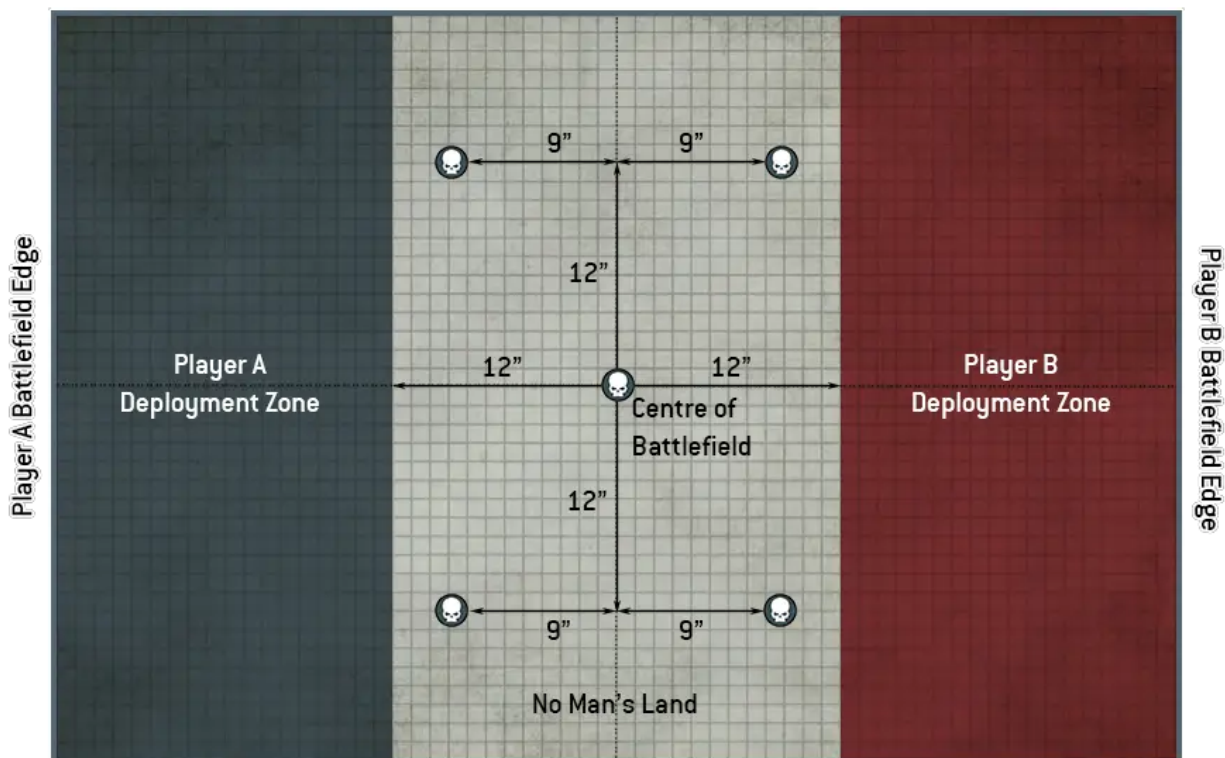 9” 9”
12”
Player A Battlefield Edge
Player B Battlefield Edge
Player A
Deployment Zone
12” 12”
Player B
Deployment Zone
Centre of
Battlefield
12”
9” 9”
No Man’s Land